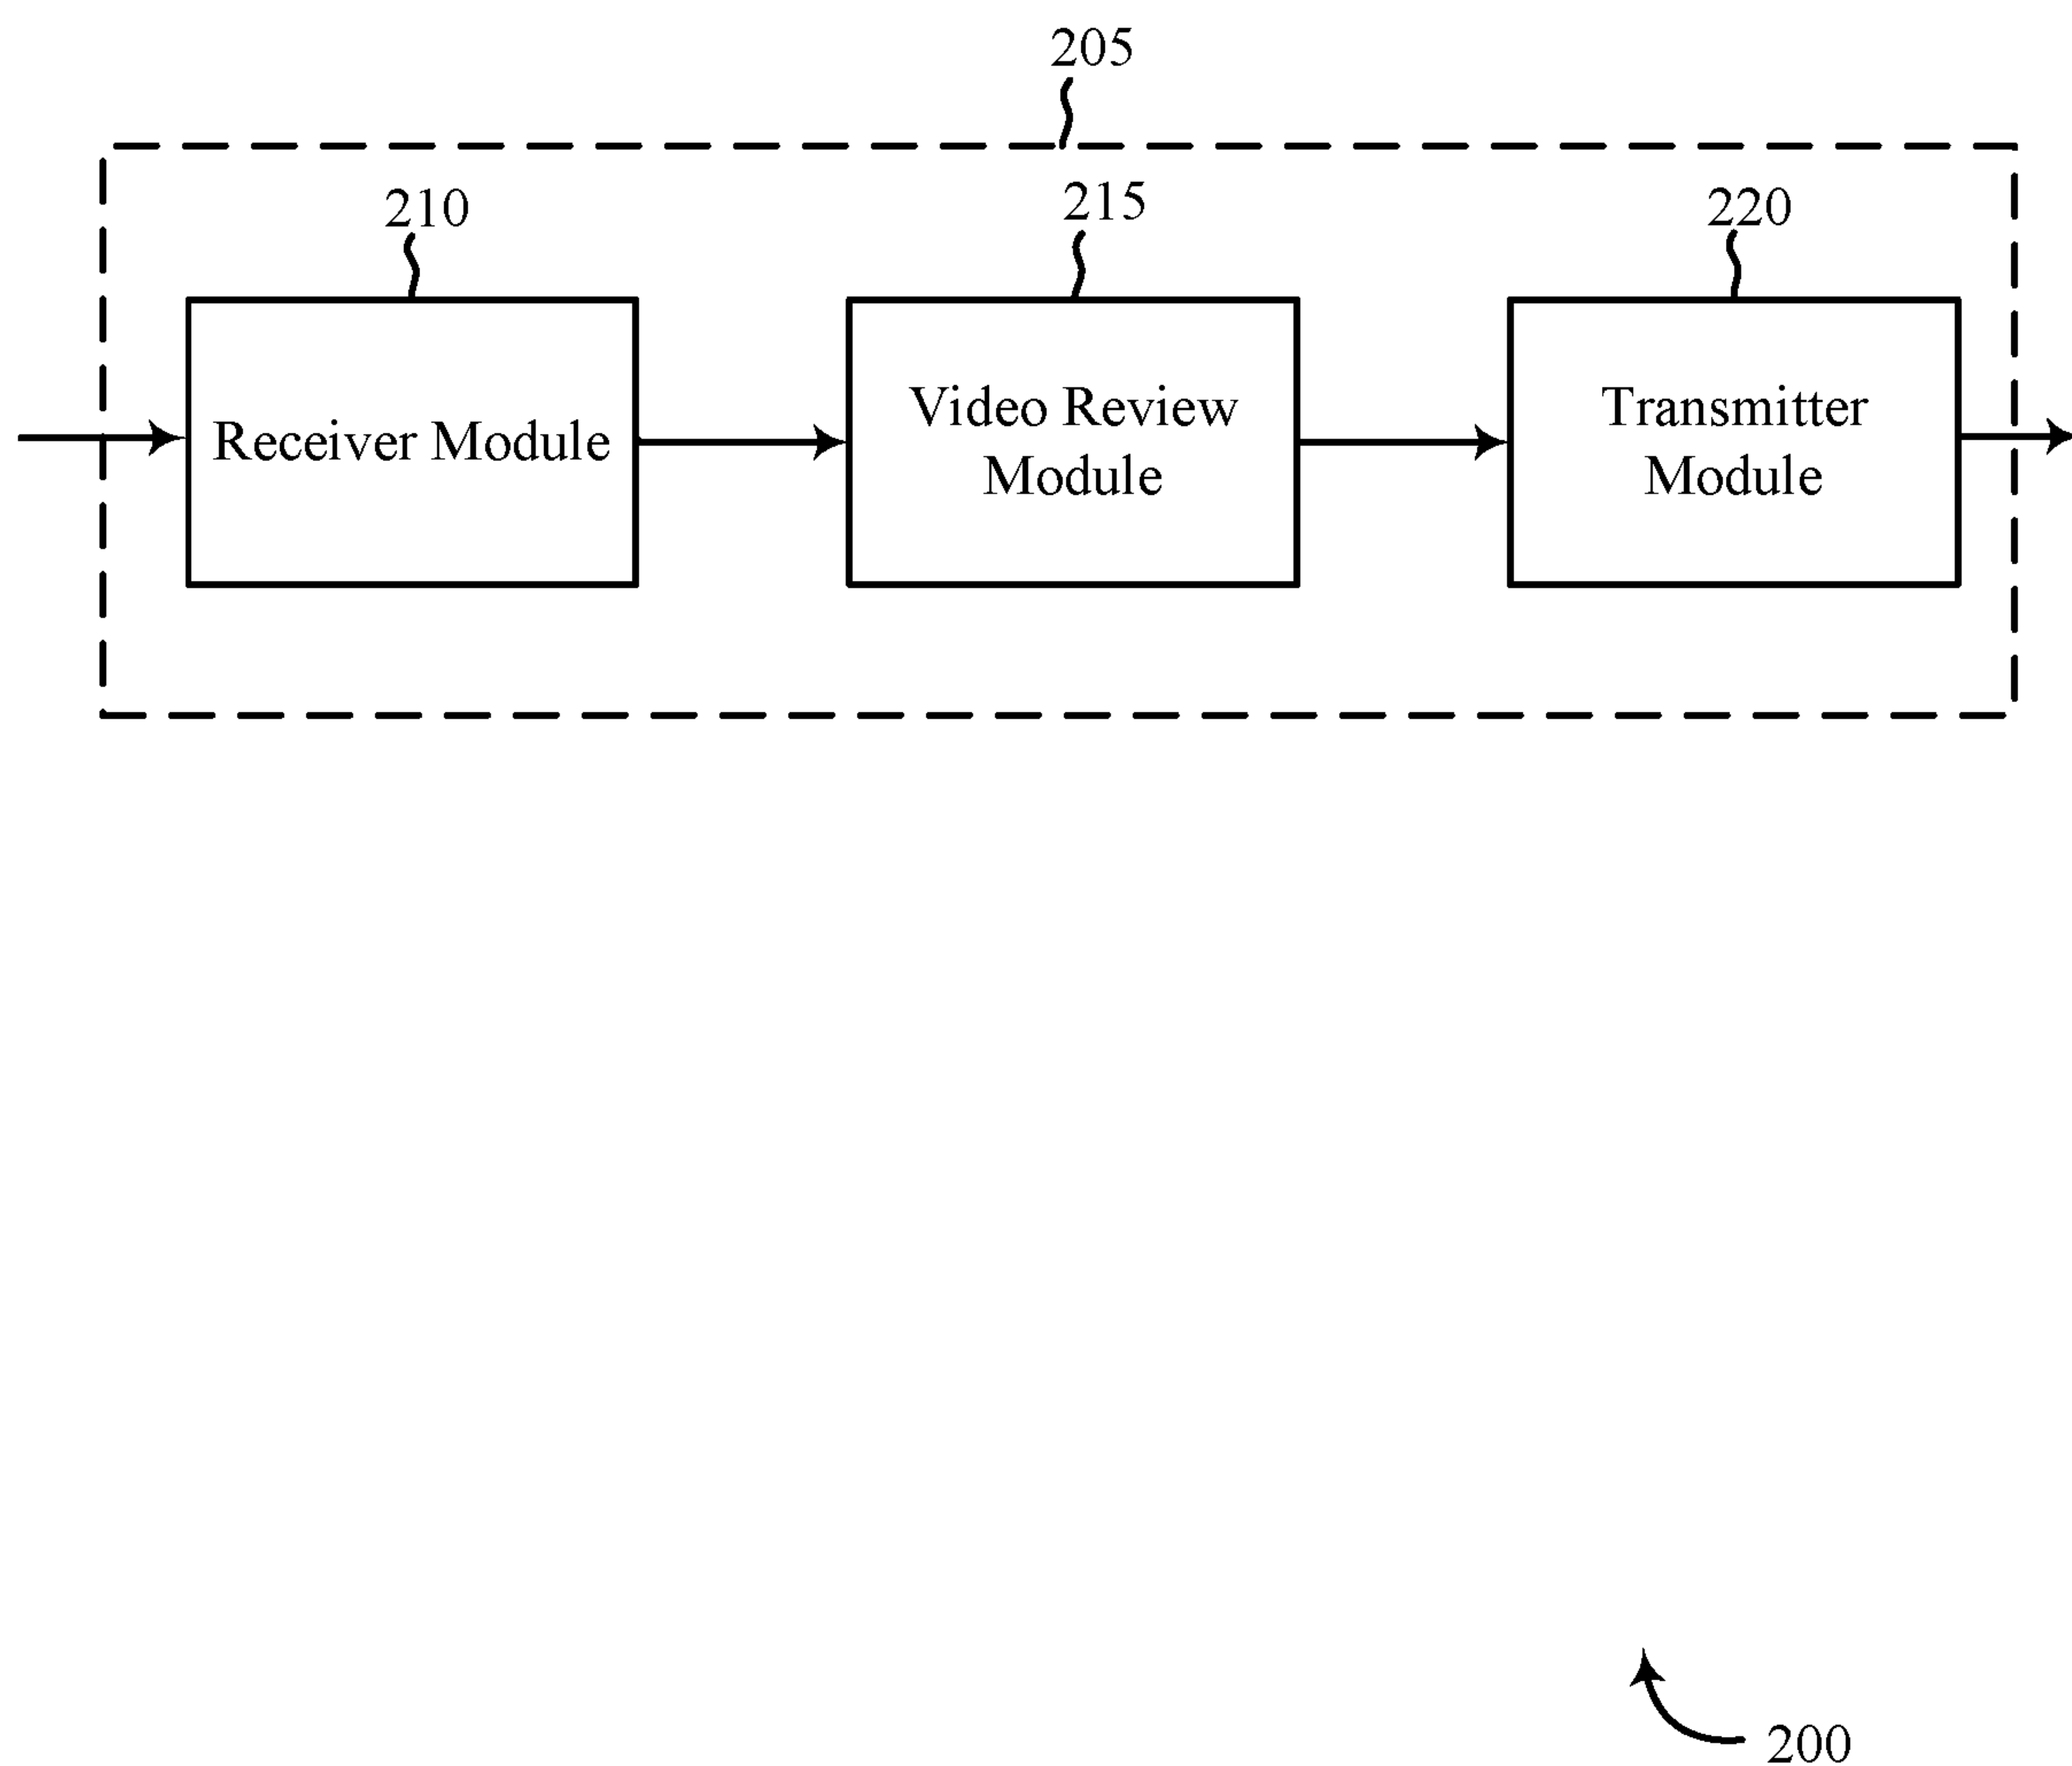 205
210
215
220
Receiver Module
Video Review
Module
Transmitter
Module
200